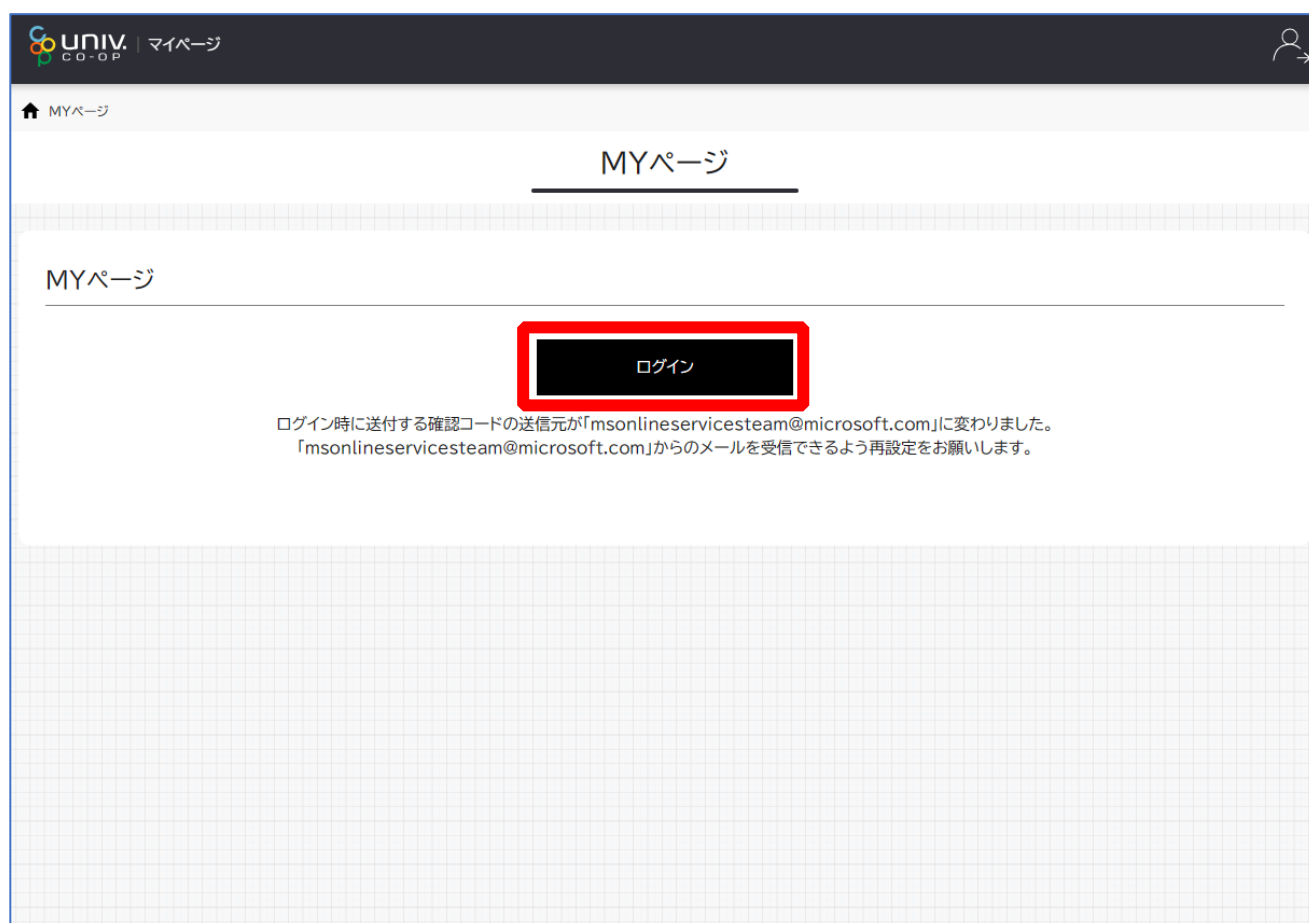 UNIV. CO-OP | マイページ
MYページ
MYページ
MYページ
ログイン
ログイン時に送付する確認コードの送信元が「msonlineservicesteam@microsoft.com」に変わりました。
「msonlineservicesteam@microsoft.com」からのメールを受信できるよう再設定をお願いします。